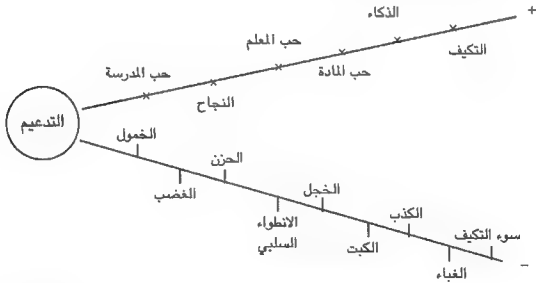 +
الذكاء
حب المعلم
التكيف
حب المدرسة
حب المادة
النجاح
التدعيم
الخمول
الحزن
الغضب
الخجل
الانطواء
السلبي
الكذب
الكبت
سوء التكيف
الغباء
–